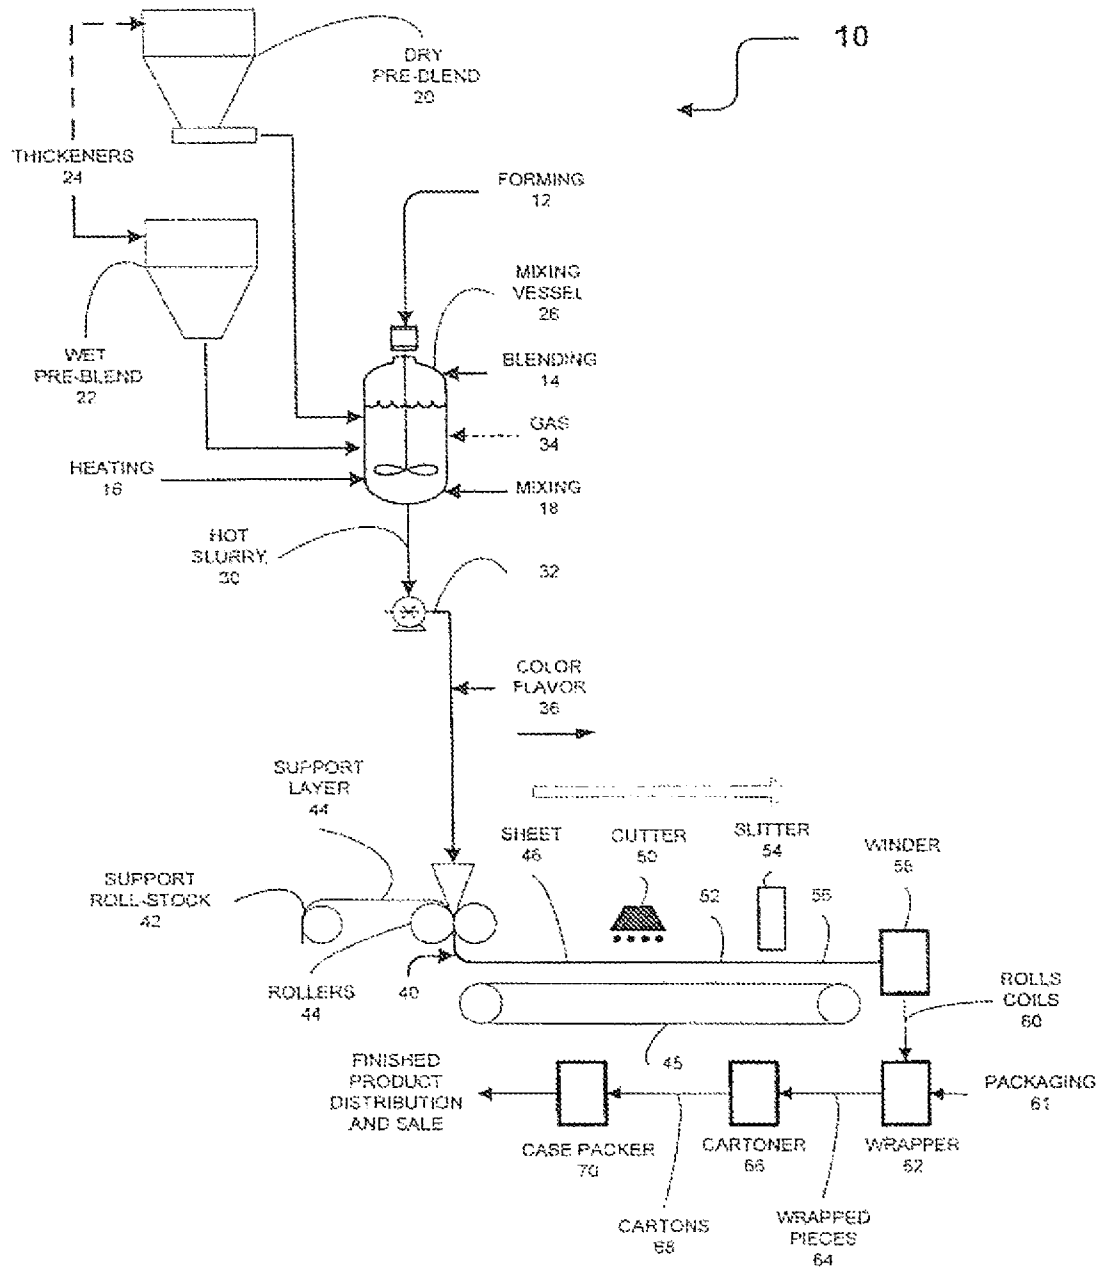 10
DRY
PRE-BLEND
20
THICKENERS
24
FORMING
12
MIXING
VESSEL
26
WET
PRE-BLEND
22
BLENDING
14
GAS
34
HEATING
16
MIXING
18
HOT
SLURRY
30
32
COLOR
FLAVOR
36
SUPPORT
LAYER
44
SHEET
46
CUTTER
50
SLITTER
54
WINDER
58
SUPPORT
ROLL-STOCK
42
52
56
ROLLERS
44
40
ROLLS
COILS
60
45
FINISHED
PRODUCT
DISTRIBUTION
AND SALE
PACKAGING
61
CASE PACKER
70
CARTONER
66
WRAPPER
62
CARTONS
68
WRAPPED
PIECES
64